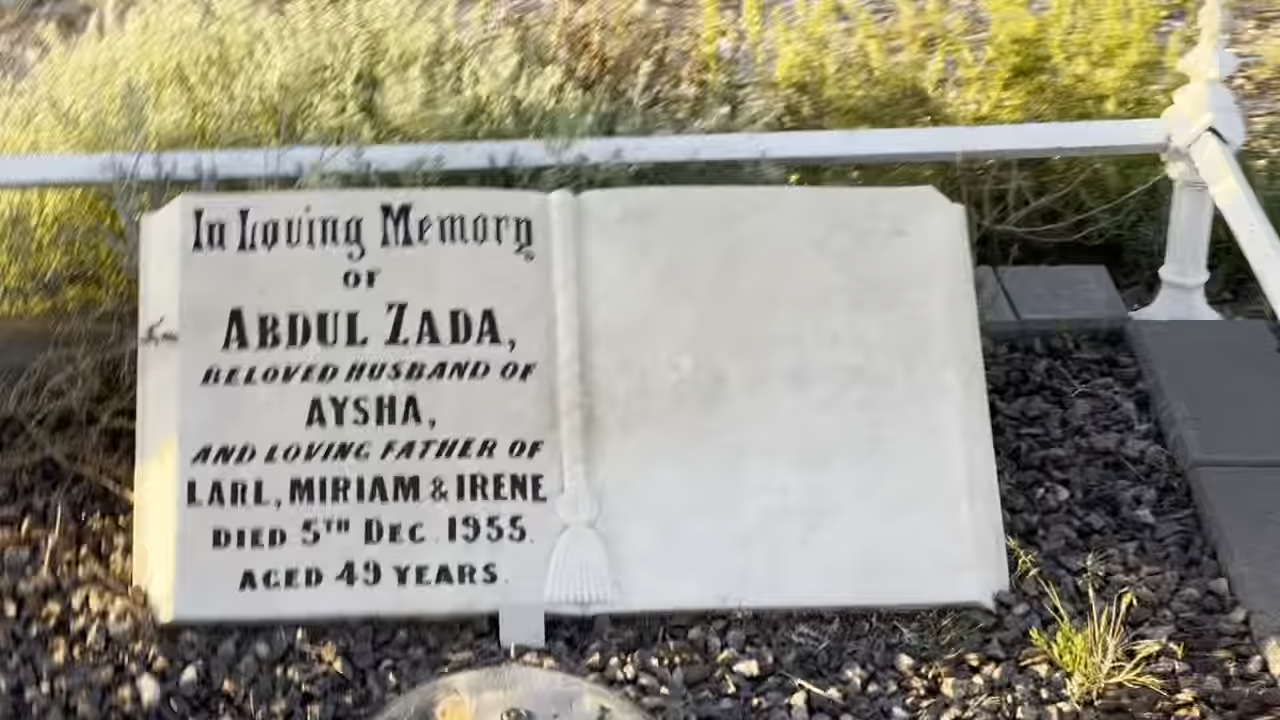 In Loving Memory
OF
ABDUL ZADA,
BELOVED HUSBAND OF
AYSHA,
AND LOVING FATHER OF
LARL, MIRIAM & IRENE
DIED 5TH DEC. 1955.
AGED 49 YEARS.